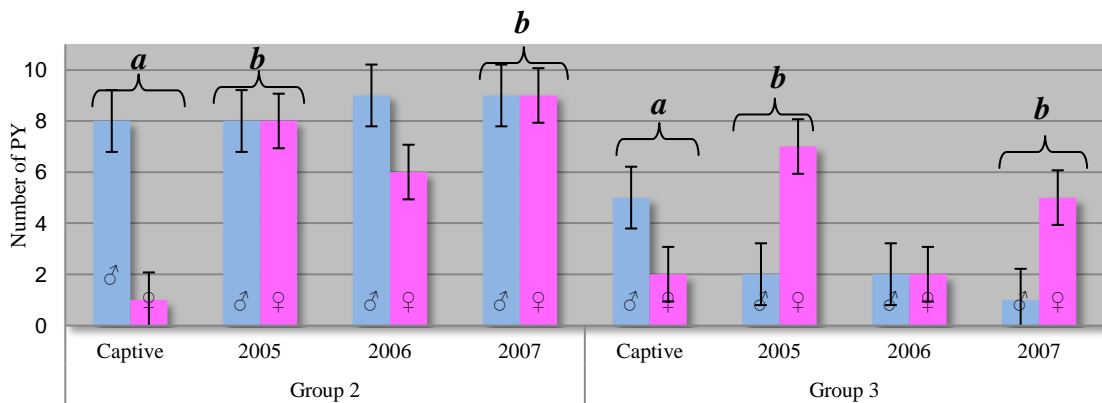 b
a b b a b
Number of PY
10
8
6
4
2
0
♂ ♀ ♂ ♀ ♂ ♀ ♂ ♀ ♂ ♀ ♂ ♀ ♂ ♀ ♂ ♀
Captive 2005 2006 2007 Captive 2005 2006 2007
Group 2 Group 3